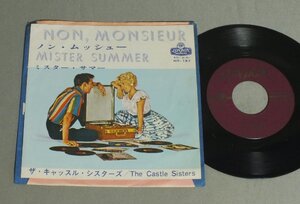 NON, MONSIEUR
ノン・ムッシュー
MISTER SUMMER
ミスター・サマー
LONDON
ザ・キャッスル・シスターズ / The Castle Sisters